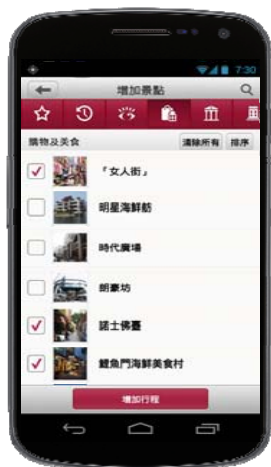 7:30
增加景點
購物及美食
清除所有 排序
「女人街」
明星海鮮舫
時代廣場
朗豪坊
諾士佛臺
鯉魚門海鮮美食村
增加行程